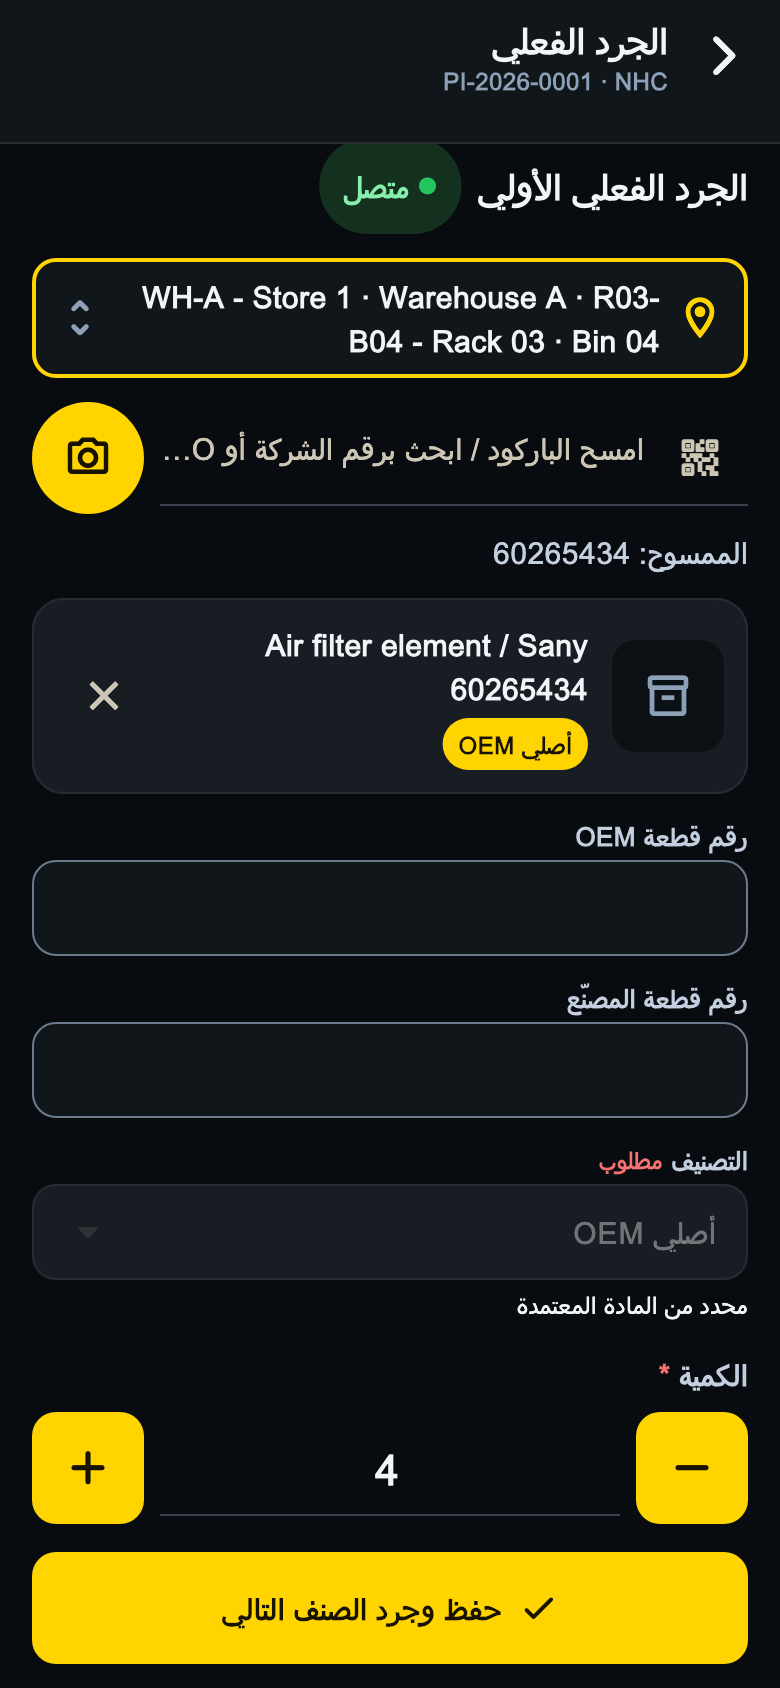 الجرد الفعلي
PI-2026-0001 · NHC
الجرد الفعلي الأولي
متصل
WH-A - Store 1 · Warehouse A · R03-
B04 - Rack 03 · Bin 04
امسح الباركود / ابحث برقم الشركة أو O...
الممسوح: 60265434
Air filter element / Sany
60265434
أصلي OEM
رقم قطعة OEM
رقم قطعة المصنّع
التصنيف مطلوب
أصلي OEM
محدد من المادة المعتمدة
الكمية *
4
حفظ وجرد الصنف التالي